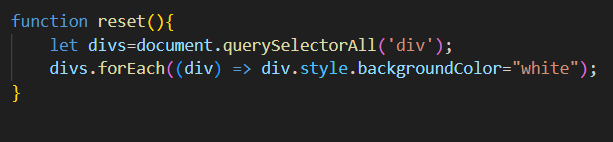 function reset(){
    let divs=document.querySelectorAll('div');
    divs.forEach((div) => div.style.backgroundColor="white");
}